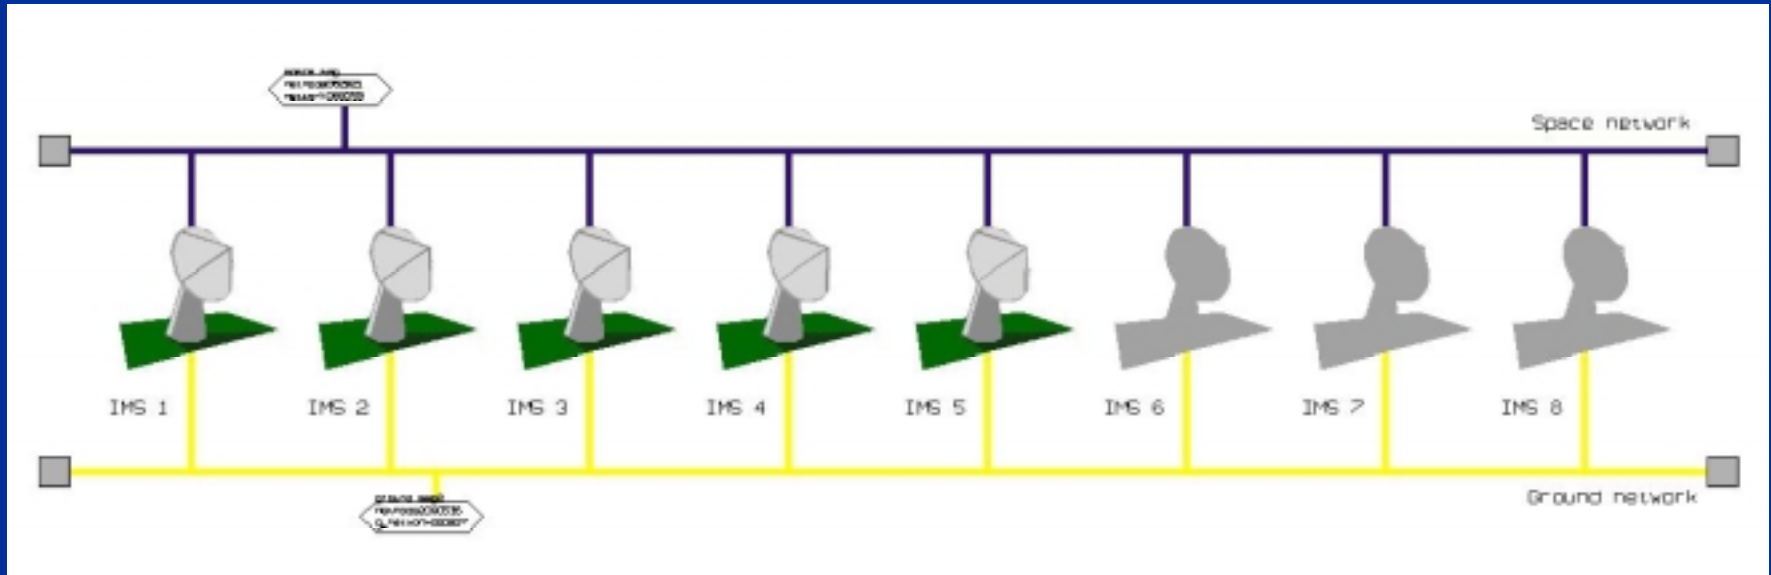 Space network
IMS 1
IMS 2
IMS 3
IMS 4
IMS 5
IMS 6
IMS 7
IMS 8
Ground network